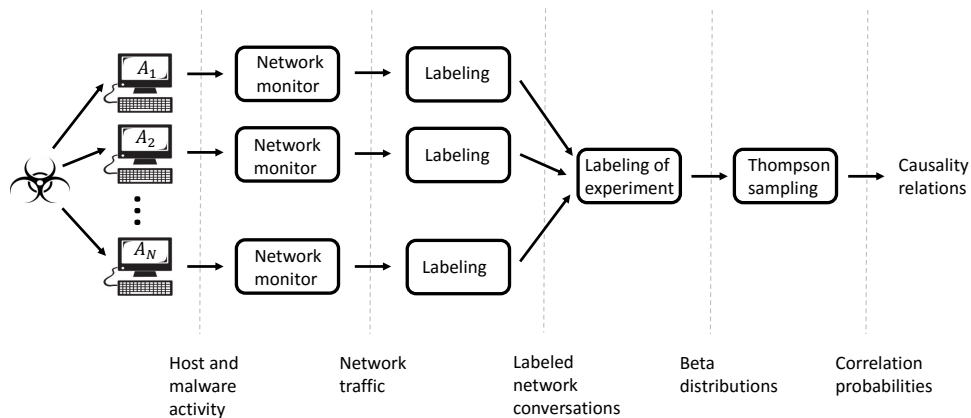 A₁
Network
monitor
Labeling
A₂
Network
monitor
Labeling
Labeling of
experiment
Thompson
sampling
Causality
relations
A_N
Network
monitor
Labeling
Host and
malware
activity
Network
traffic
Labeled
network
conversations
Beta
distributions
Correlation
probabilities